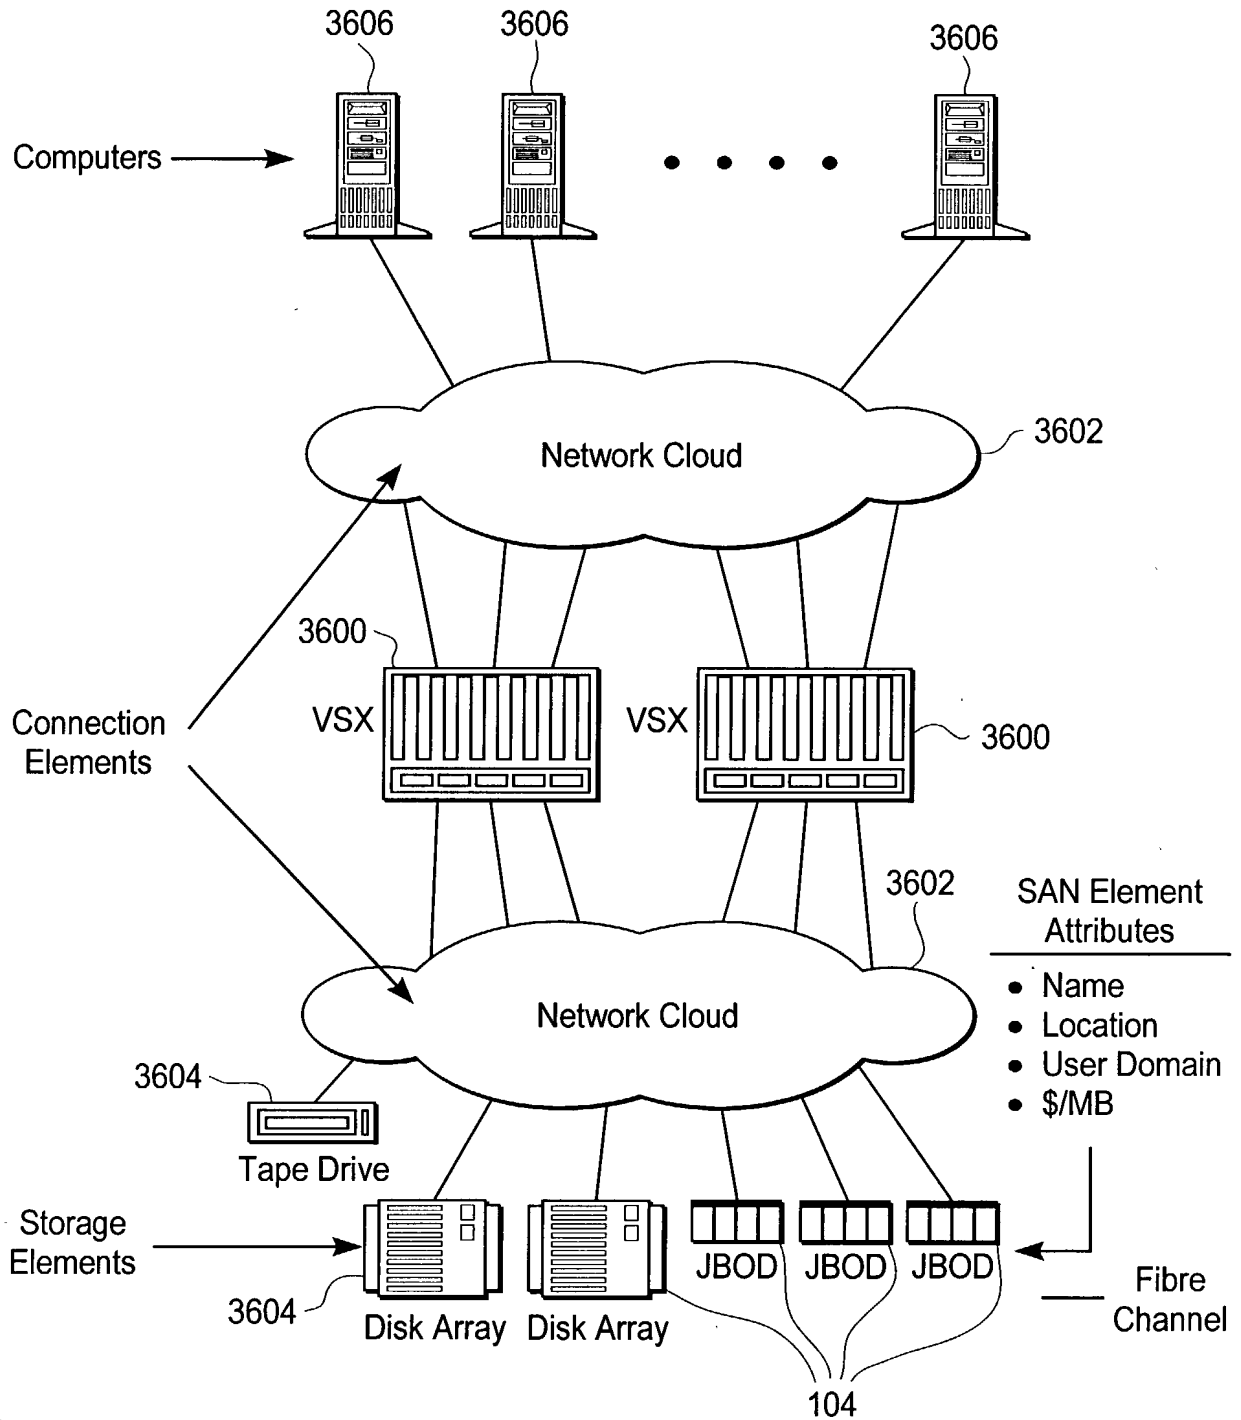 3606
3606
3606
Computers
Network Cloud
3602
3600
VSX
VSX
3600
Connection
Elements
3602
SAN Element
Attributes
• Name
• Location
• User Domain
• $/MB
Network Cloud
3604
Tape Drive
Storage
Elements
3604
Disk Array
Disk Array
JBOD
JBOD
JBOD
Fibre
Channel
104